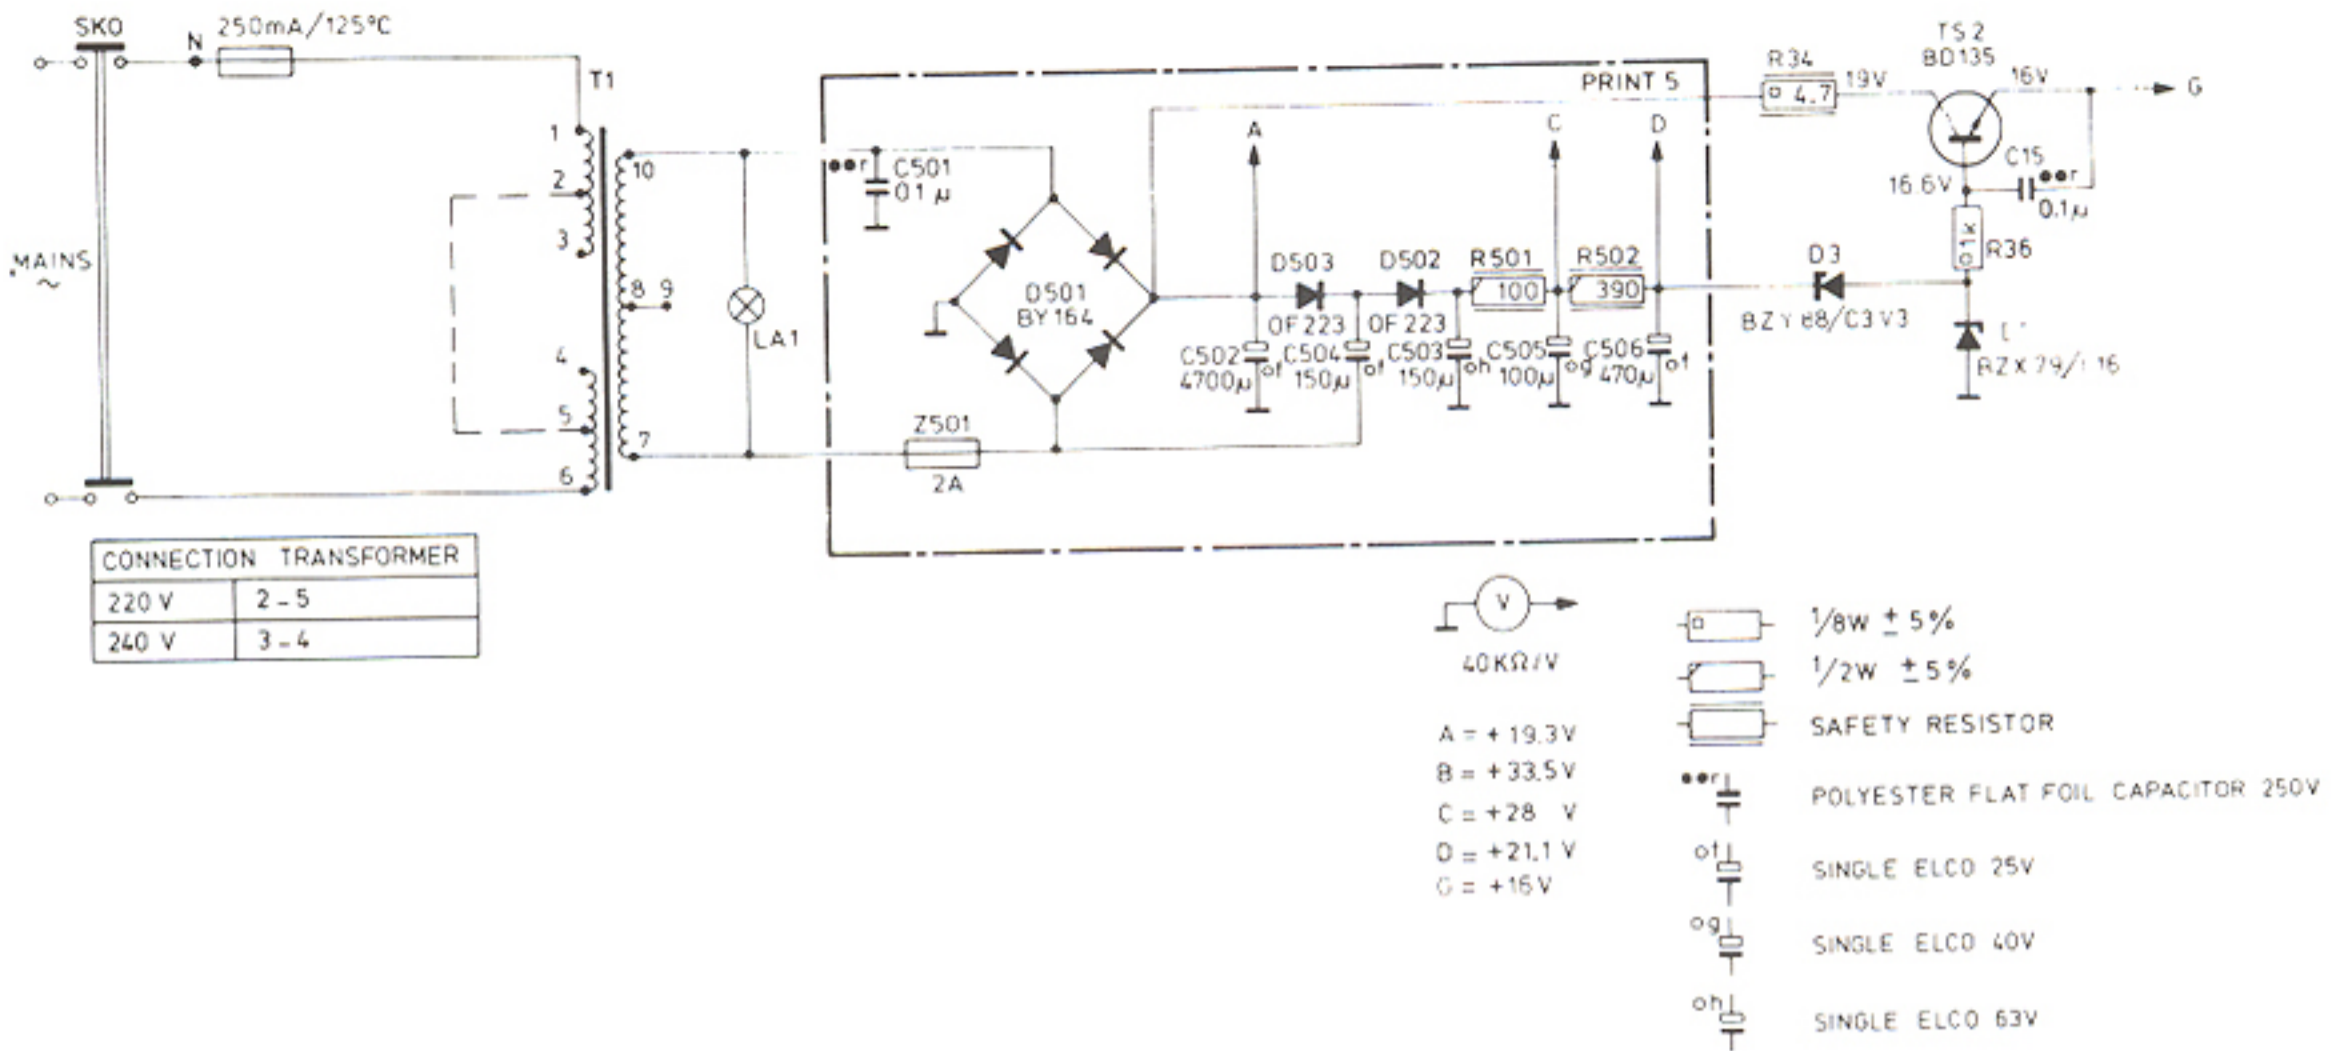 SK0
N
250mA/125°C
T1
1
2
3
4
5
6
10
8 9
7
MAINS
~
LA1
C501
0.1µ
r
D501
BY164
Z501
2A
PRINT 5
A
C
D
D503
OF223
D502
OF223
R501
100
R502
390
C502
4700µ
f
C504
150µ
f
C503
150µ
h
C505
100µ
g
C506
470µ
f
R34
4.7
19V
TS2
BD135
16V
G
16.6V
C15
r
0.1µ
1k
R36
D3
BZY88/C3V3
CONNECTION TRANSFORMER
220 V 2-5
240 V 3-4
V
40KΩ/V
A = +19.3V
B = +33.5V
C = +28 V
D = +21.1 V
G = +16V
1/8W ± 5%
1/2W ± 5%
SAFETY RESISTOR
r POLYESTER FLAT FOIL CAPACITOR 250V
f SINGLE ELCO 25V
g SINGLE ELCO 40V
h SINGLE ELCO 63V